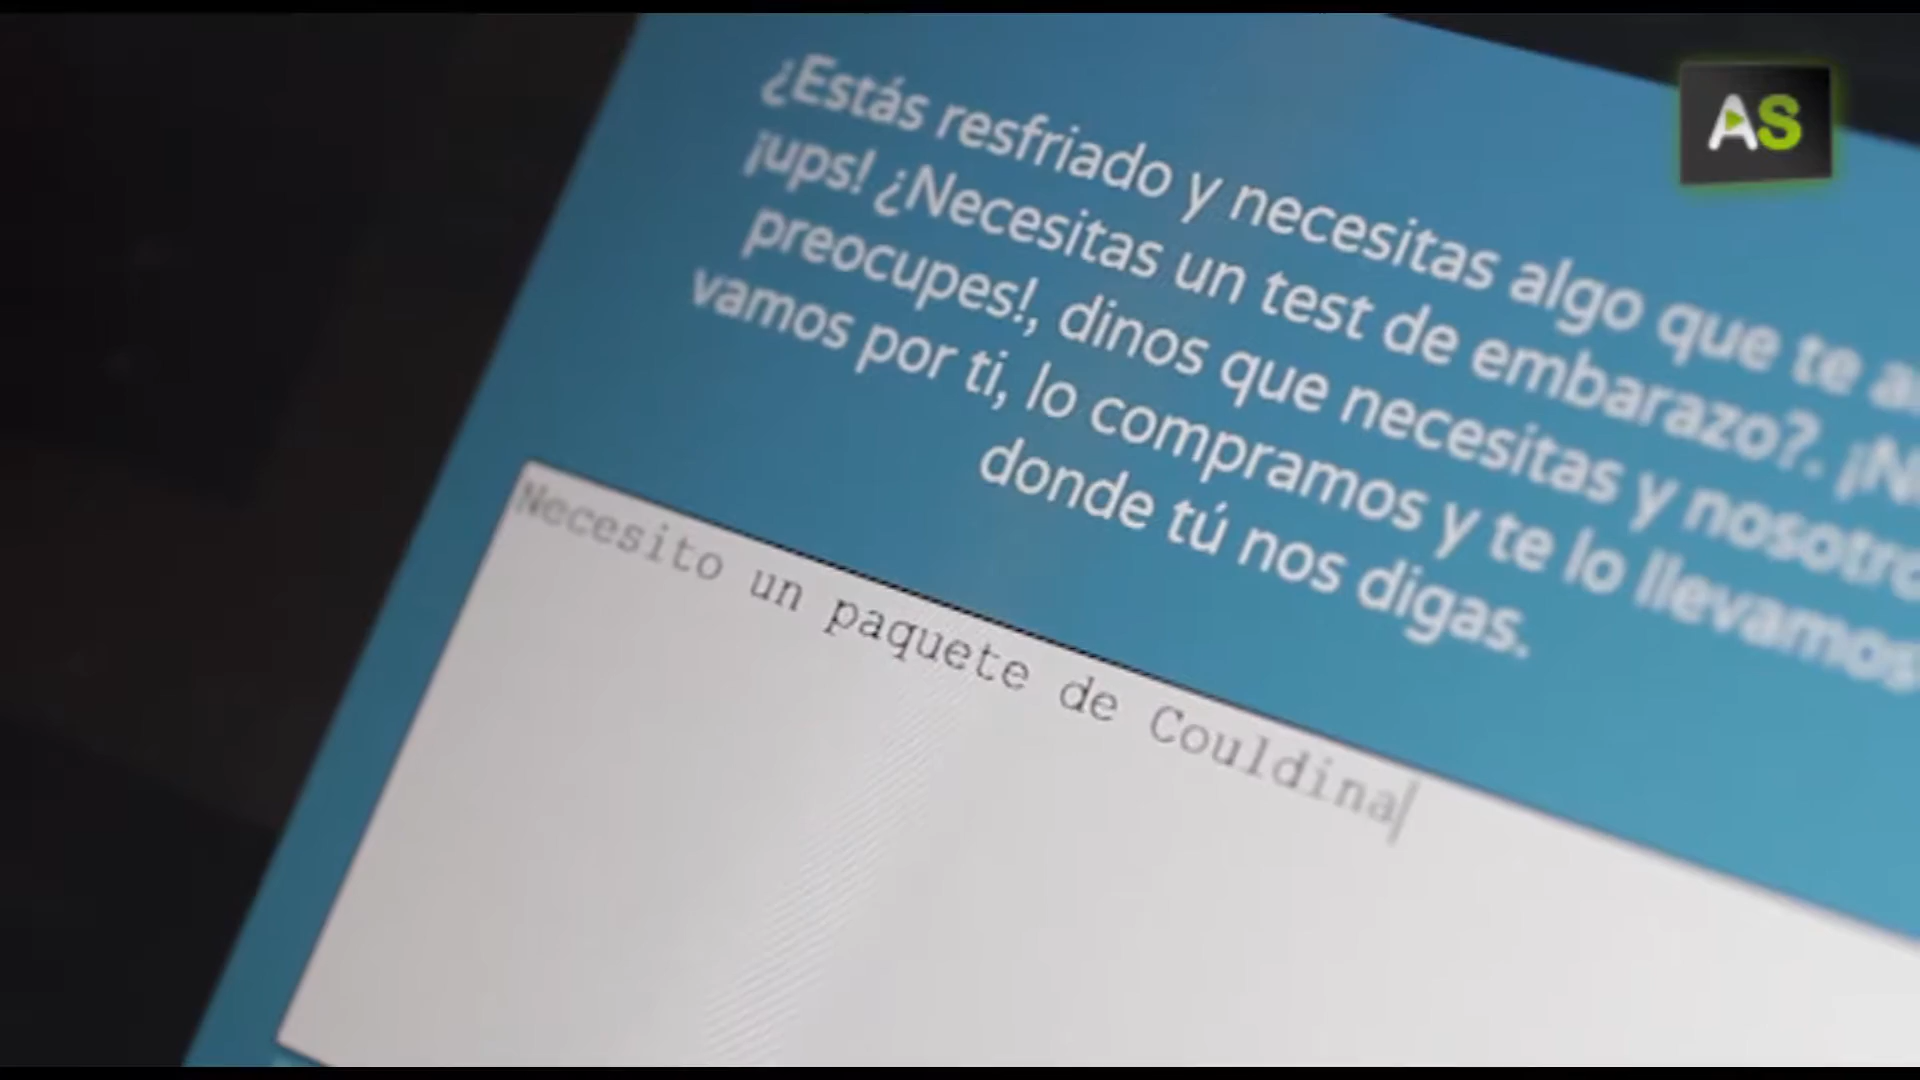 AS
¿Estás resfriado y necesitas algo que te
¡ups! ¿Necesitas un test de embarazo?.
preocupes!, dinos que necesitas y
vamos por ti, lo compramos y te lo llevamos
donde tú nos digas.
Necesito un paquete de Couldina